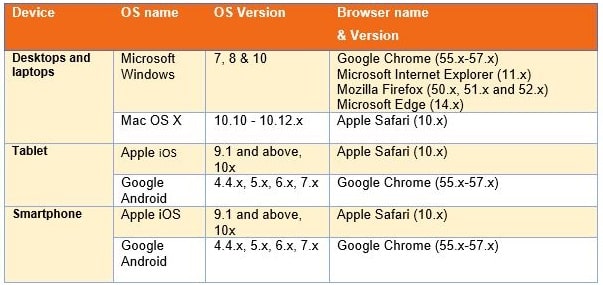 Device OS name OS Version Browser name
& Version
Desktops and Microsoft 7, 8 & 10 Google Chrome (55.x-57.x)
laptops Windows Microsoft Internet Explorer (11.x)
Mozilla Firefox (50.x, 51.x and 52.x)
Microsoft Edge (14.x)
Mac OS X 10.10 - 10.12.x Apple Safari (10.x)
Tablet Apple iOS 9.1 and above, Apple Safari (10.x)
10x
Google 4.4.x, 5.x, 6.x, 7.x Google Chrome (55.x-57.x)
Android
Smartphone Apple iOS 9.1 and above, Apple Safari (10.x)
10x
Google 4.4.x, 5.x, 6.x, 7.x Google Chrome (55.x-57.x)
Android